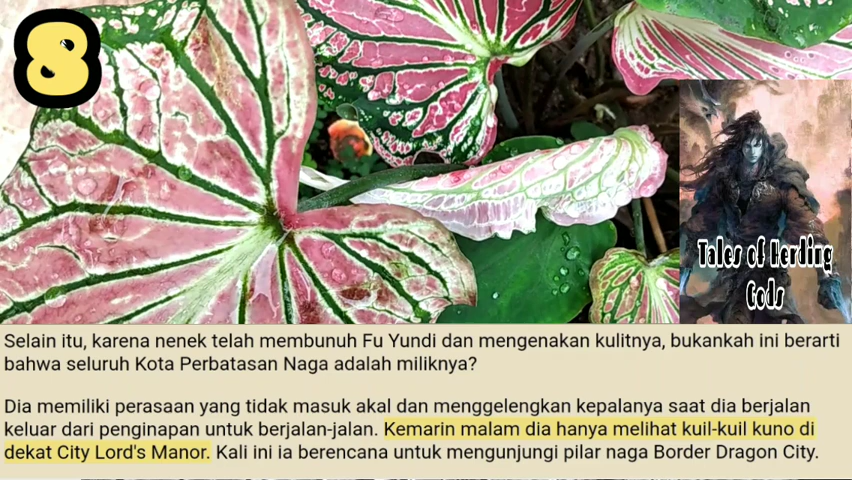 8
Tales of Herding
Gods
Selain itu, karena nenek telah membunuh Fu Yundi dan mengenakan kulitnya, bukankah ini berarti
bahwa seluruh Kota Perbatasan Naga adalah miliknya?
Dia memiliki perasaan yang tidak masuk akal dan menggelengkan kepalanya saat dia berjalan
keluar dari penginapan untuk berjalan-jalan. Kemarin malam dia hanya melihat kuil-kuil kuno di
dekat City Lord's Manor. Kali ini ia berencana untuk mengunjungi pilar naga Border Dragon City.